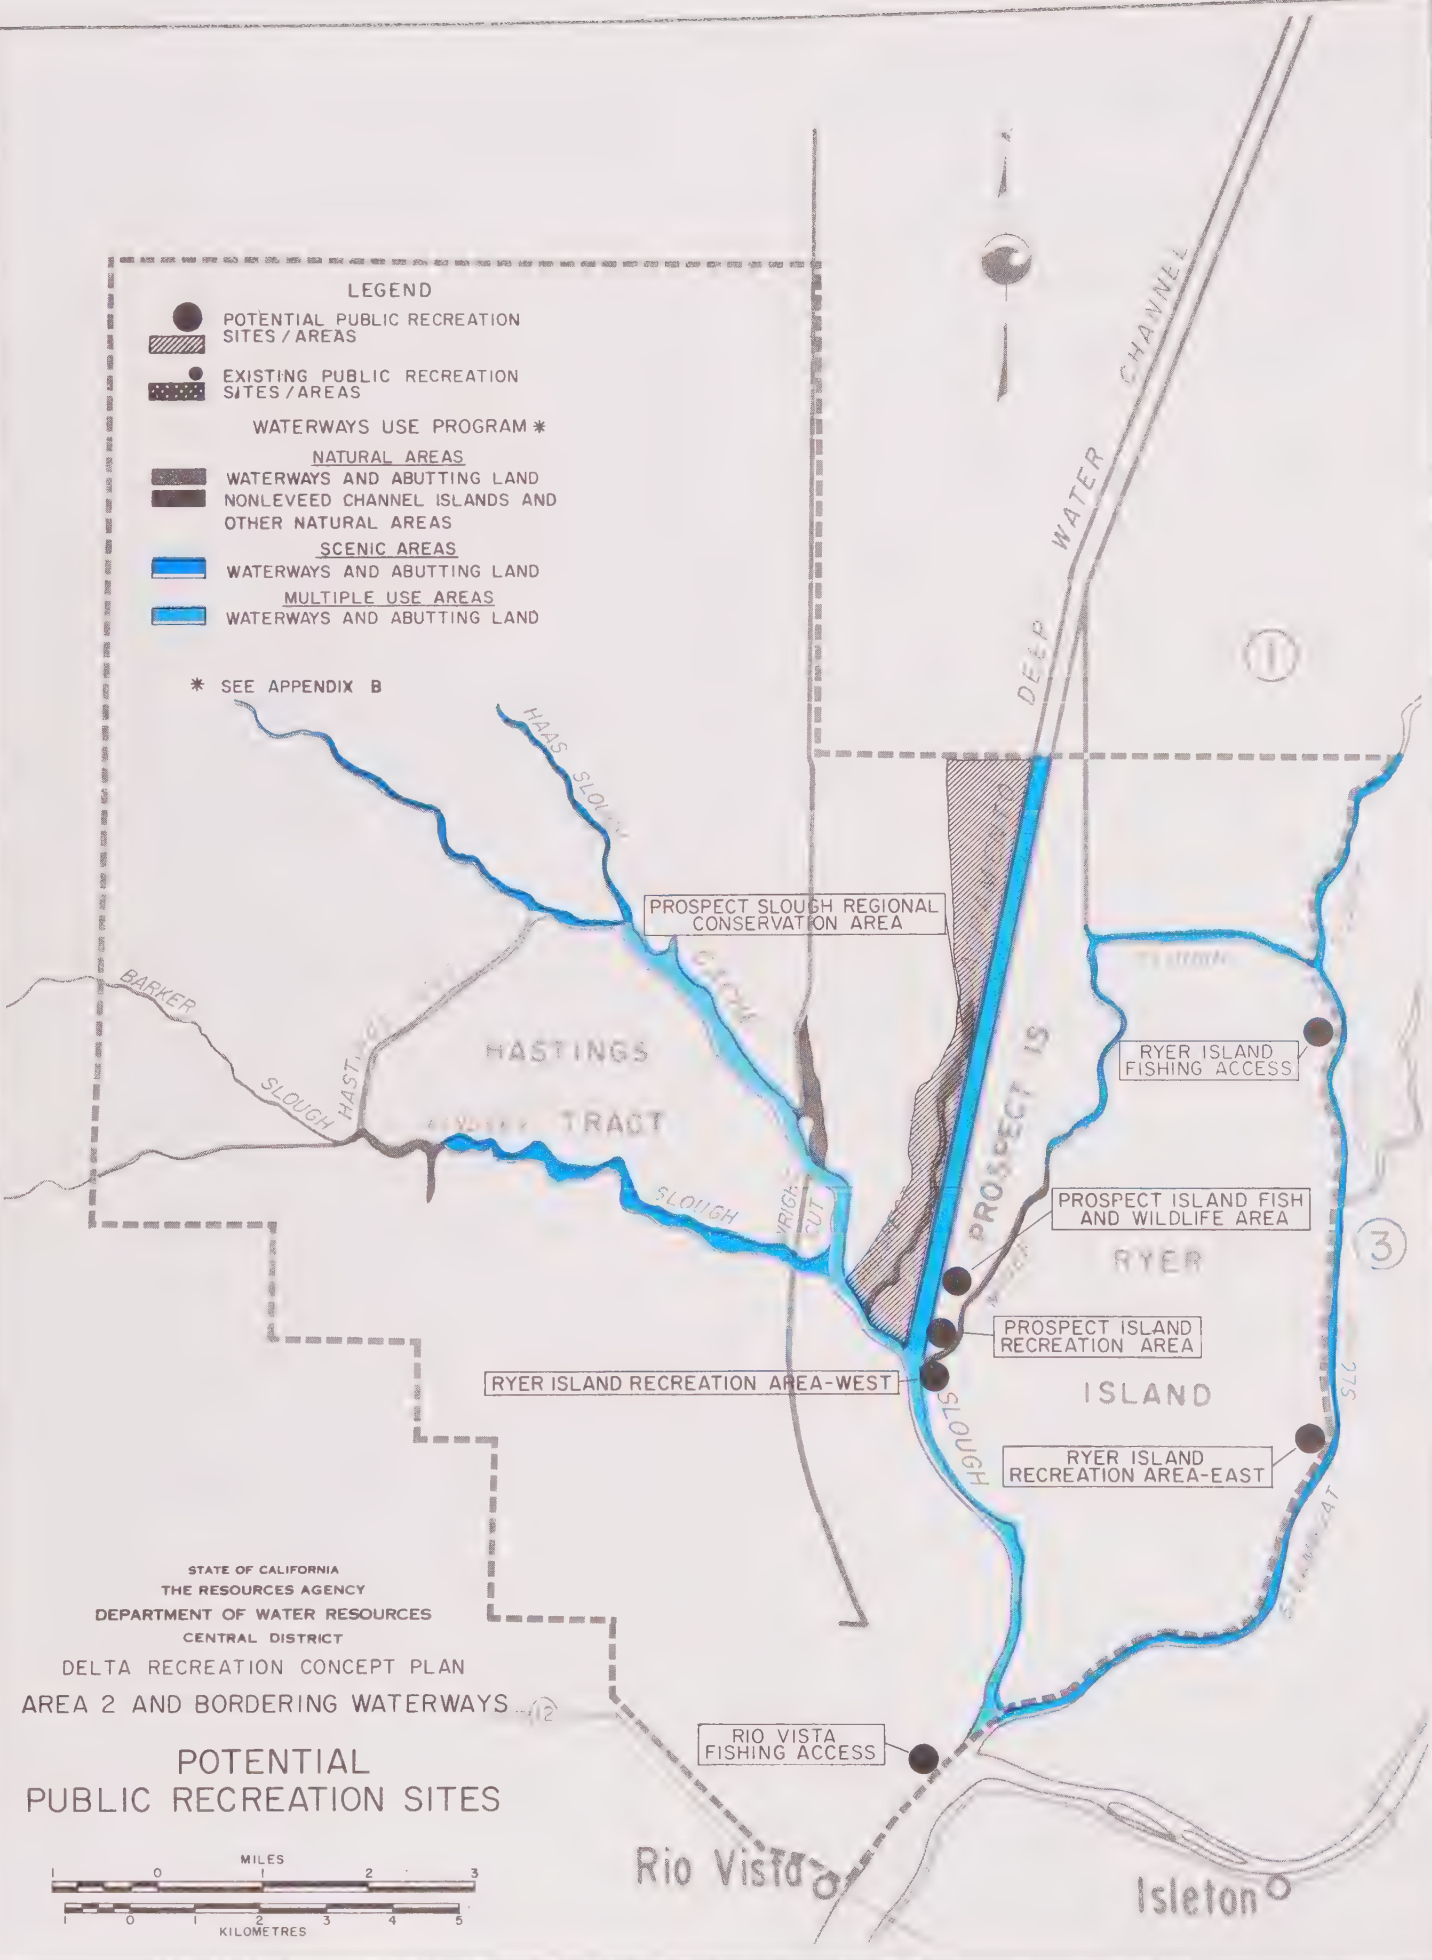 LEGEND
POTENTIAL PUBLIC RECREATION
SITES / AREAS
EXISTING PUBLIC RECREATION
SITES / AREAS
WATERWAYS USE PROGRAM *
NATURAL AREAS
WATERWAYS AND ABUTTING LAND
NONLEVEED CHANNEL ISLANDS AND
OTHER NATURAL AREAS
SCENIC AREAS
WATERWAYS AND ABUTTING LAND
MULTIPLE USE AREAS
WATERWAYS AND ABUTTING LAND
* SEE APPENDIX B
DEEP WATER CHANNEL
1
HAAS SLOUGH
PROSPECT SLOUGH REGIONAL
CONSERVATION AREA
BARKER
SLOUGH
HASTINGS
TRACT
SLOUGH
CUT
PROSPECT IS
RYER ISLAND
FISHING ACCESS
PROSPECT ISLAND FISH
AND WILDLIFE AREA
RYER
3
PROSPECT ISLAND
RECREATION AREA
RYER ISLAND RECREATION AREA-WEST
ISLAND
SLOUGH
RYER ISLAND
RECREATION AREA-EAST
STATE OF CALIFORNIA
THE RESOURCES AGENCY
DEPARTMENT OF WATER RESOURCES
CENTRAL DISTRICT
DELTA RECREATION CONCEPT PLAN
AREA 2 AND BORDERING WATERWAYS
12
POTENTIAL
PUBLIC RECREATION SITES
RIO VISTA
FISHING ACCESS
Rio Vista
Isleton
MILES
1 0 1 2 3
1 0 1 2 3 4 5
KILOMETRES